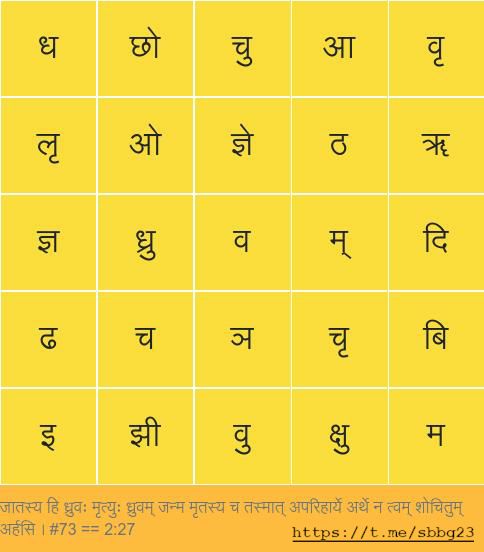 ध छो चु आ वृ
लृ ओ ज्ञे ठ ॠ
ज्ञ ध्रु व म् दि
ढ च ञ चृ बि
इ झी वु क्षु म
जातस्य हि ध्रुवः मृत्युः ध्रुवम् जन्म मृतस्य च तस्मात् अपरिहार्ये अर्थे न त्वम् शोचितुम्
अर्हसि । #73 == 2:27 https://t.me/sbbg23